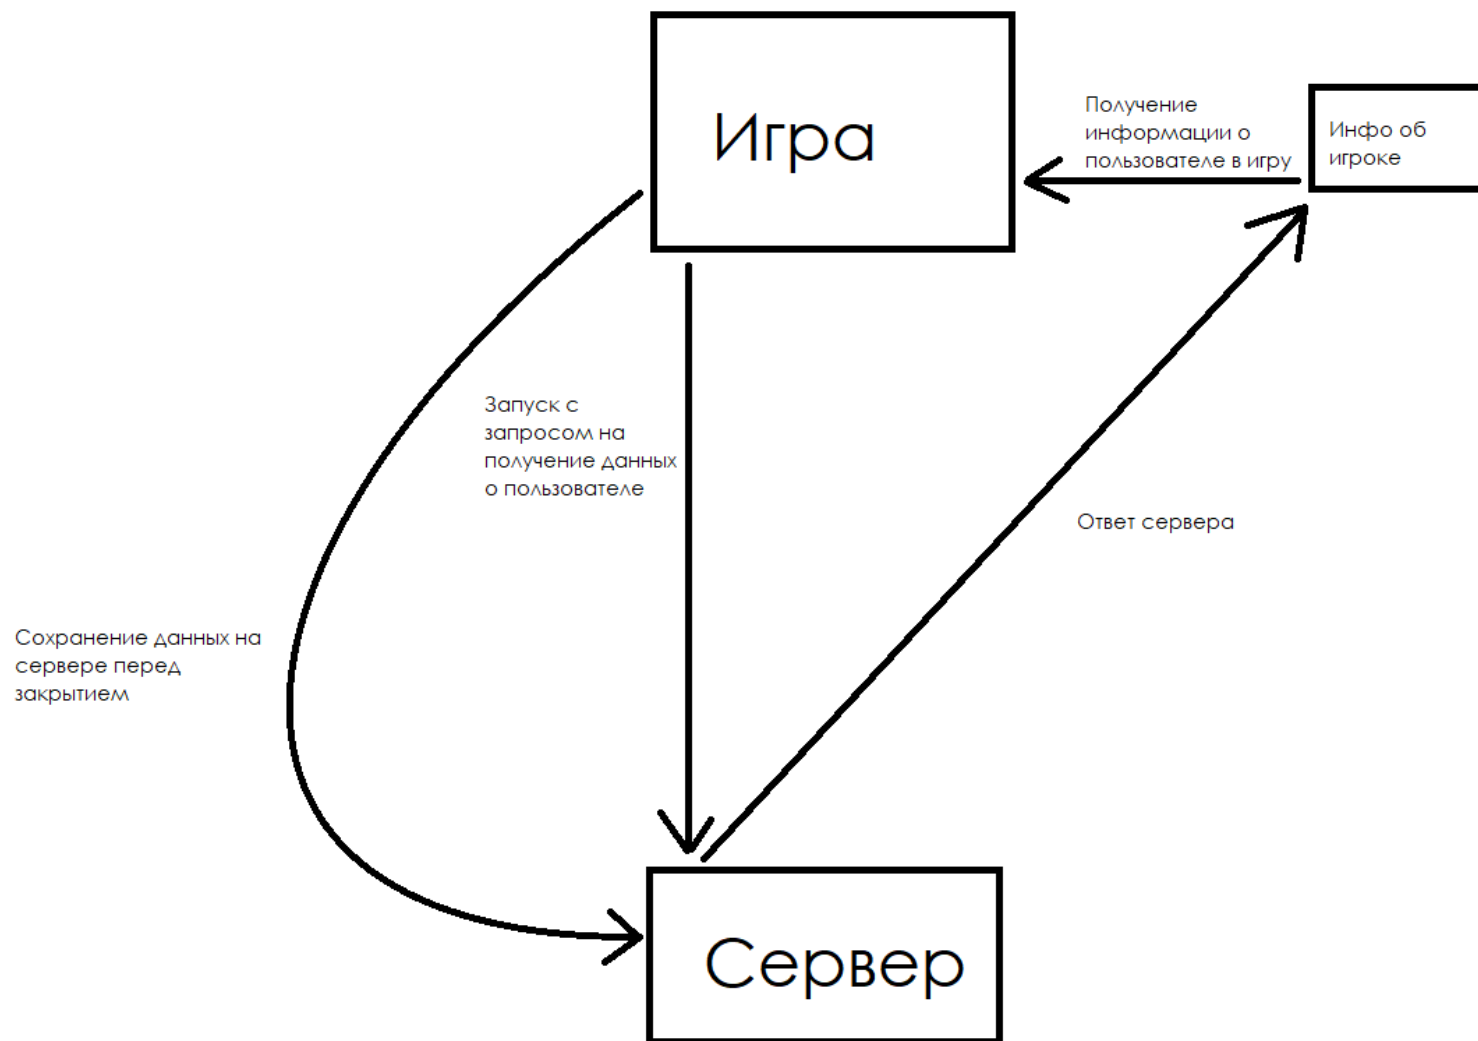 Игра
Получение
информации о
пользователе в игру
Инфо об
игроке
Запуск с
запросом на
получение данных
о пользователе
Ответ сервера
Сохранение данных на
сервере перед
закрытием
Сервер